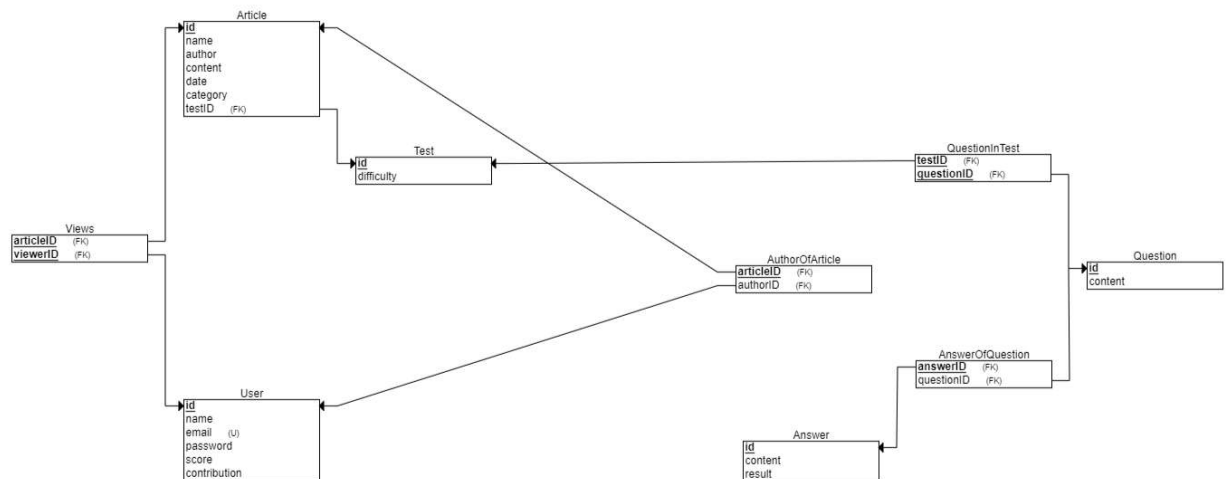 Article
id
name
author
content
date
category
testID (FK)
Test
id
difficulty
QuestionInTest
testID (FK)
questionID (FK)
Views
articleID (FK)
viewerID (FK)
AuthorOfArticle
articleID (FK)
authorID (FK)
Question
id
content
AnswerOfQuestion
answerID (FK)
questionID (FK)
User
id
name
email (U)
password
score
contribution
Answer
id
content
result